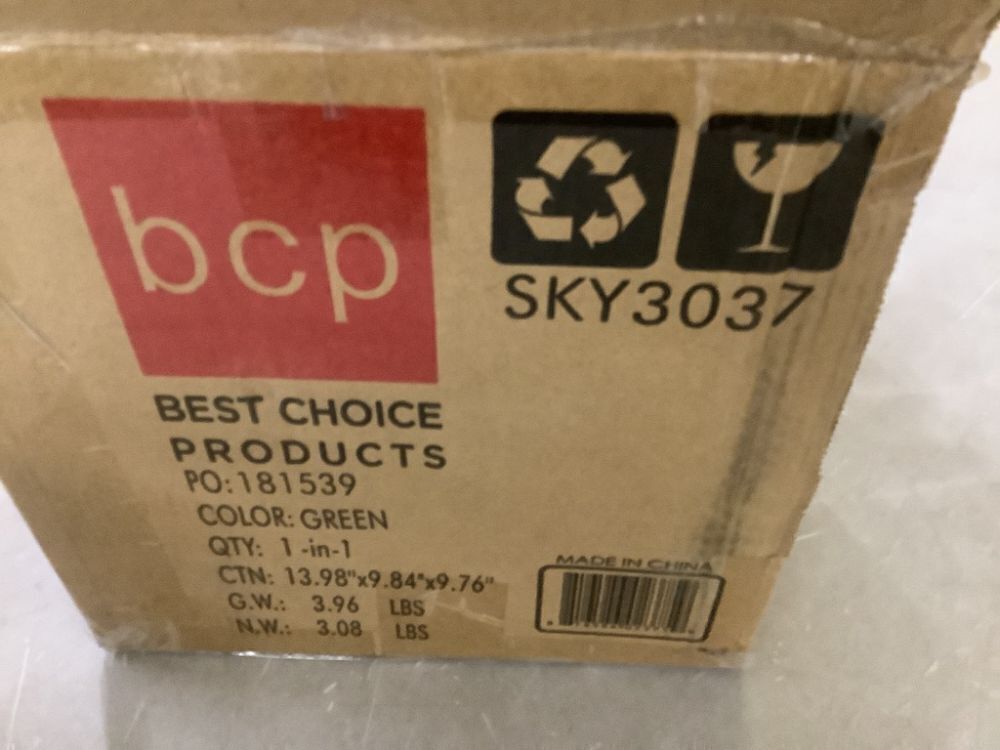 bcp
SKY3037
BEST CHOICE
PRODUCTS
PO:181539
COLOR: GREEN
QTY: 1-in-1
CTN: 13.98"x9.84"x9.76"
G.W.: 3.96 LBS
N.W.: 3.08 LBS
MADE IN CHINA